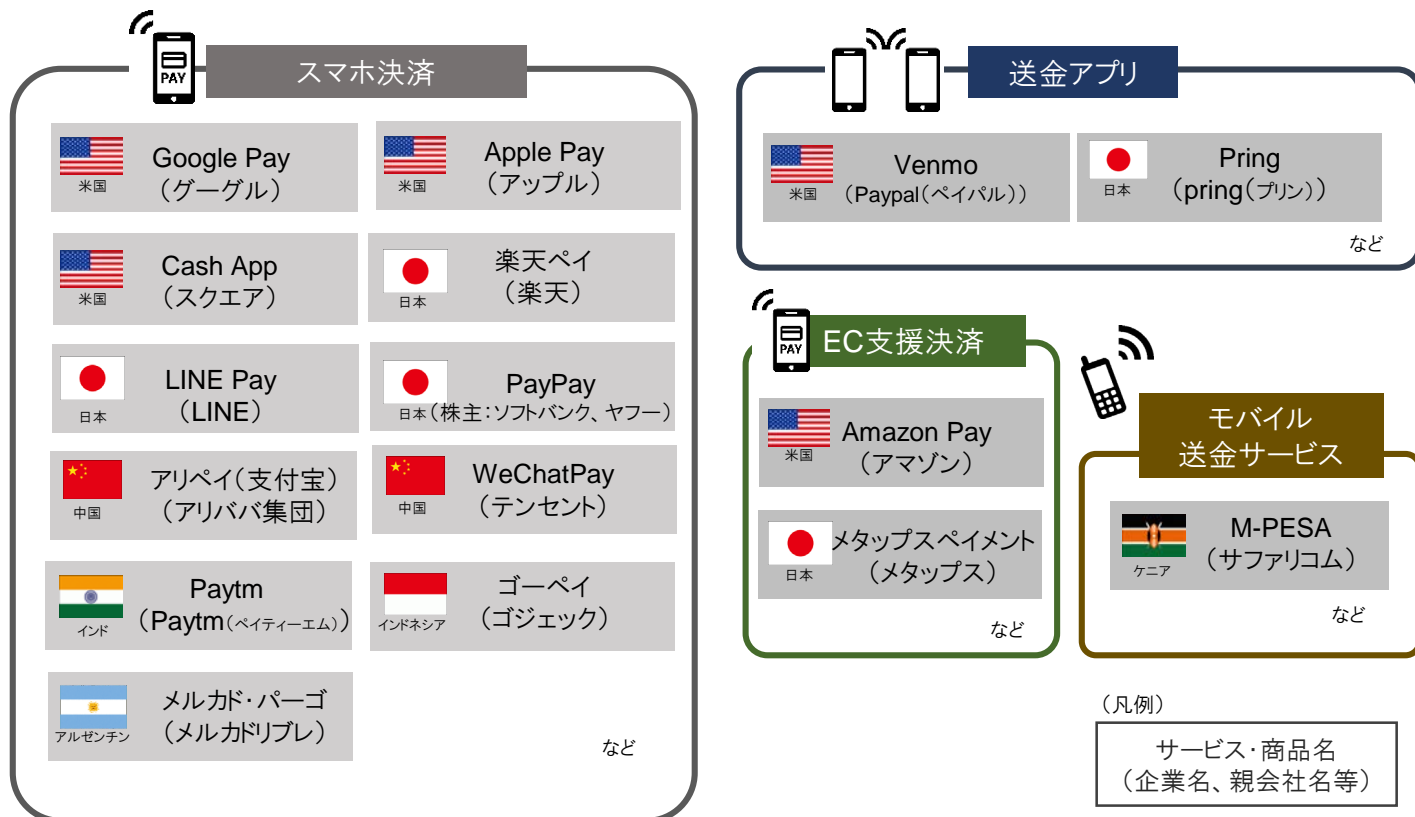 PAY
スマホ決済
米国
Google Pay
（グーグル）
米国
Apple Pay
（アップル）
米国
Cash App
（スクエア）
日本
楽天ペイ
（楽天）
日本
LINE Pay
（LINE）
PayPay
日本（株主：ソフトバンク、ヤフー）
中国
アリペイ（支付宝）
（アリババ集団）
中国
WeChatPay
（テンセント）
インド
Paytm
（Paytm（ペイティーエム））
インドネシア
ゴーペイ
（ゴジェック）
アルゼンチン
メルカド・パーゴ
（メルカドリブレ）
など
送金アプリ
米国
Venmo
（Paypal（ペイパル））
日本
Pring
（pring（プリン））
など
PAY
EC支援決済
米国
Amazon Pay
（アマゾン）
日本
メタップスペイメント
（メタップス）
など
モバイル
送金サービス
ケニア
M-PESA
（サファリコム）
など
（凡例）
サービス・商品名
（企業名、親会社名等）